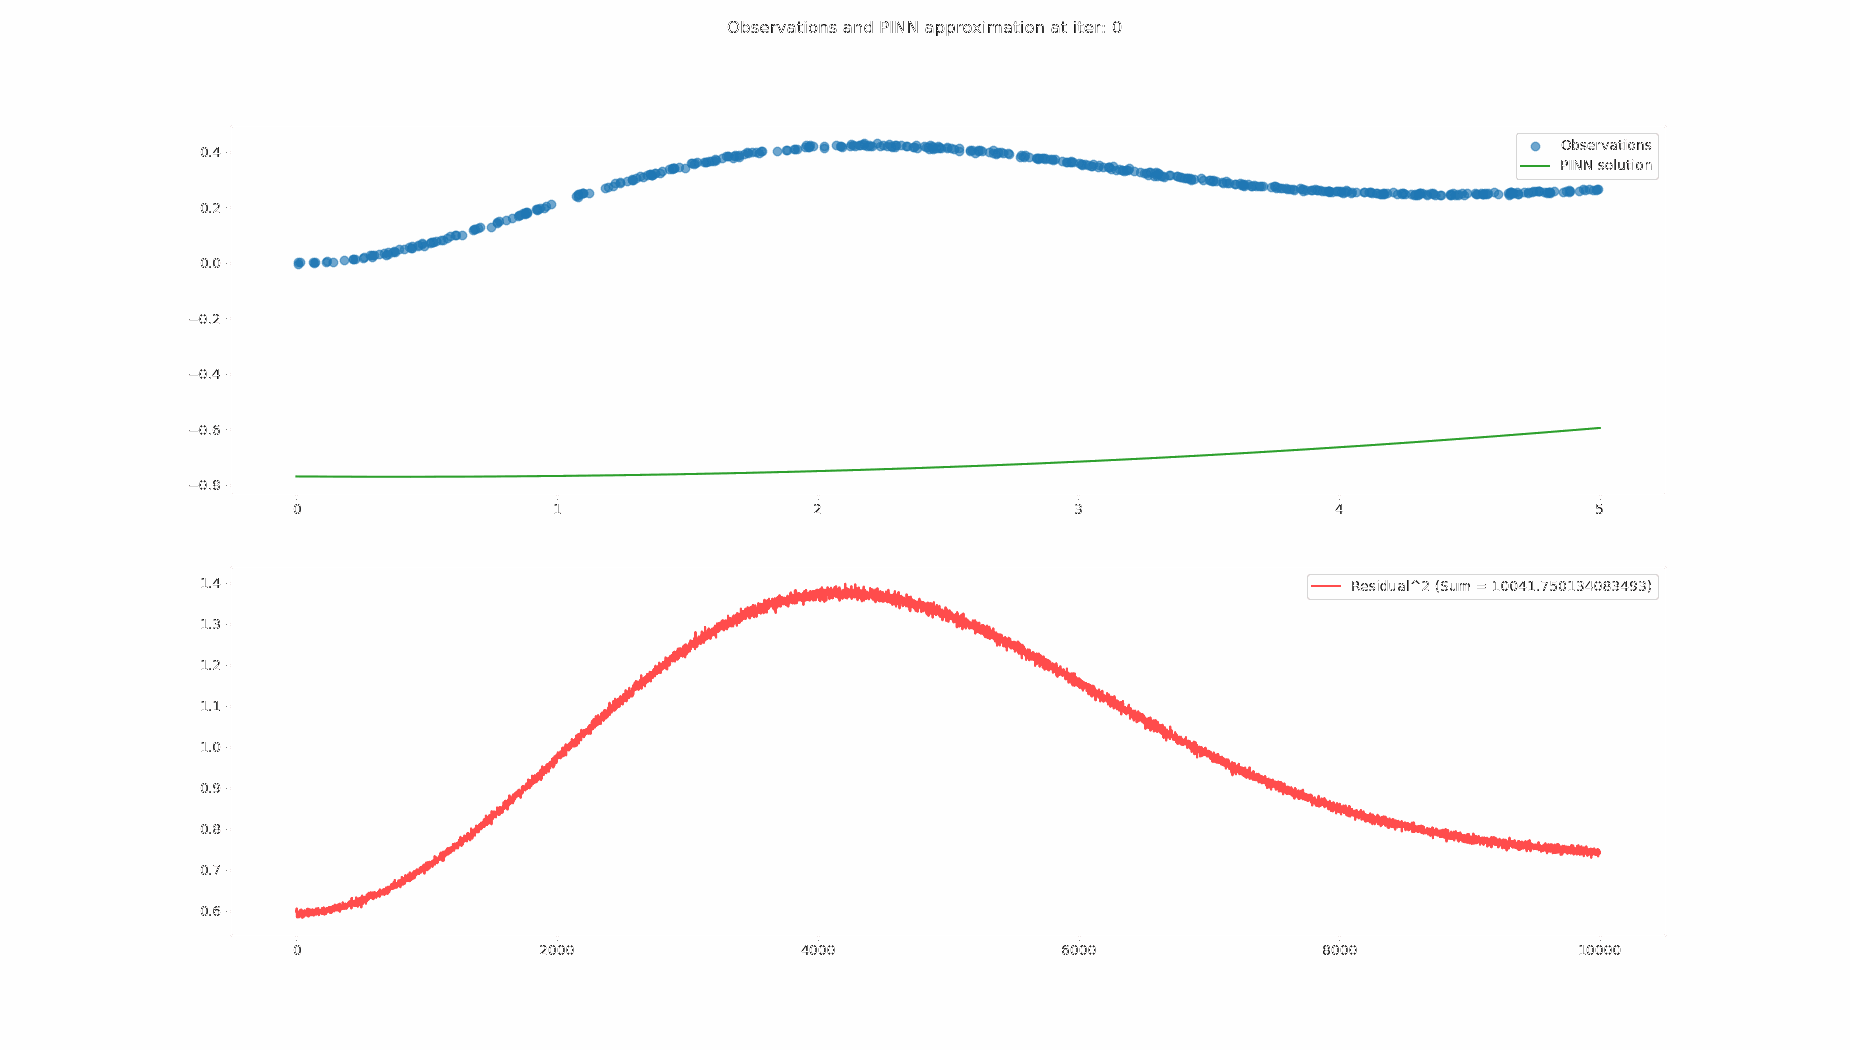 Observations and PINN approximation at iter: 0
0.4
0.2
0.0
−0.2
−0.4
−0.6
−0.8
Observations
PINN solution
0 1 2 3 4 5
1.4
1.3
1.2
1.1
1.0
0.9
0.8
0.7
0.6
Residual^2 (Sum = 10041.750134083493)
0 2000 4000 6000 8000 10000